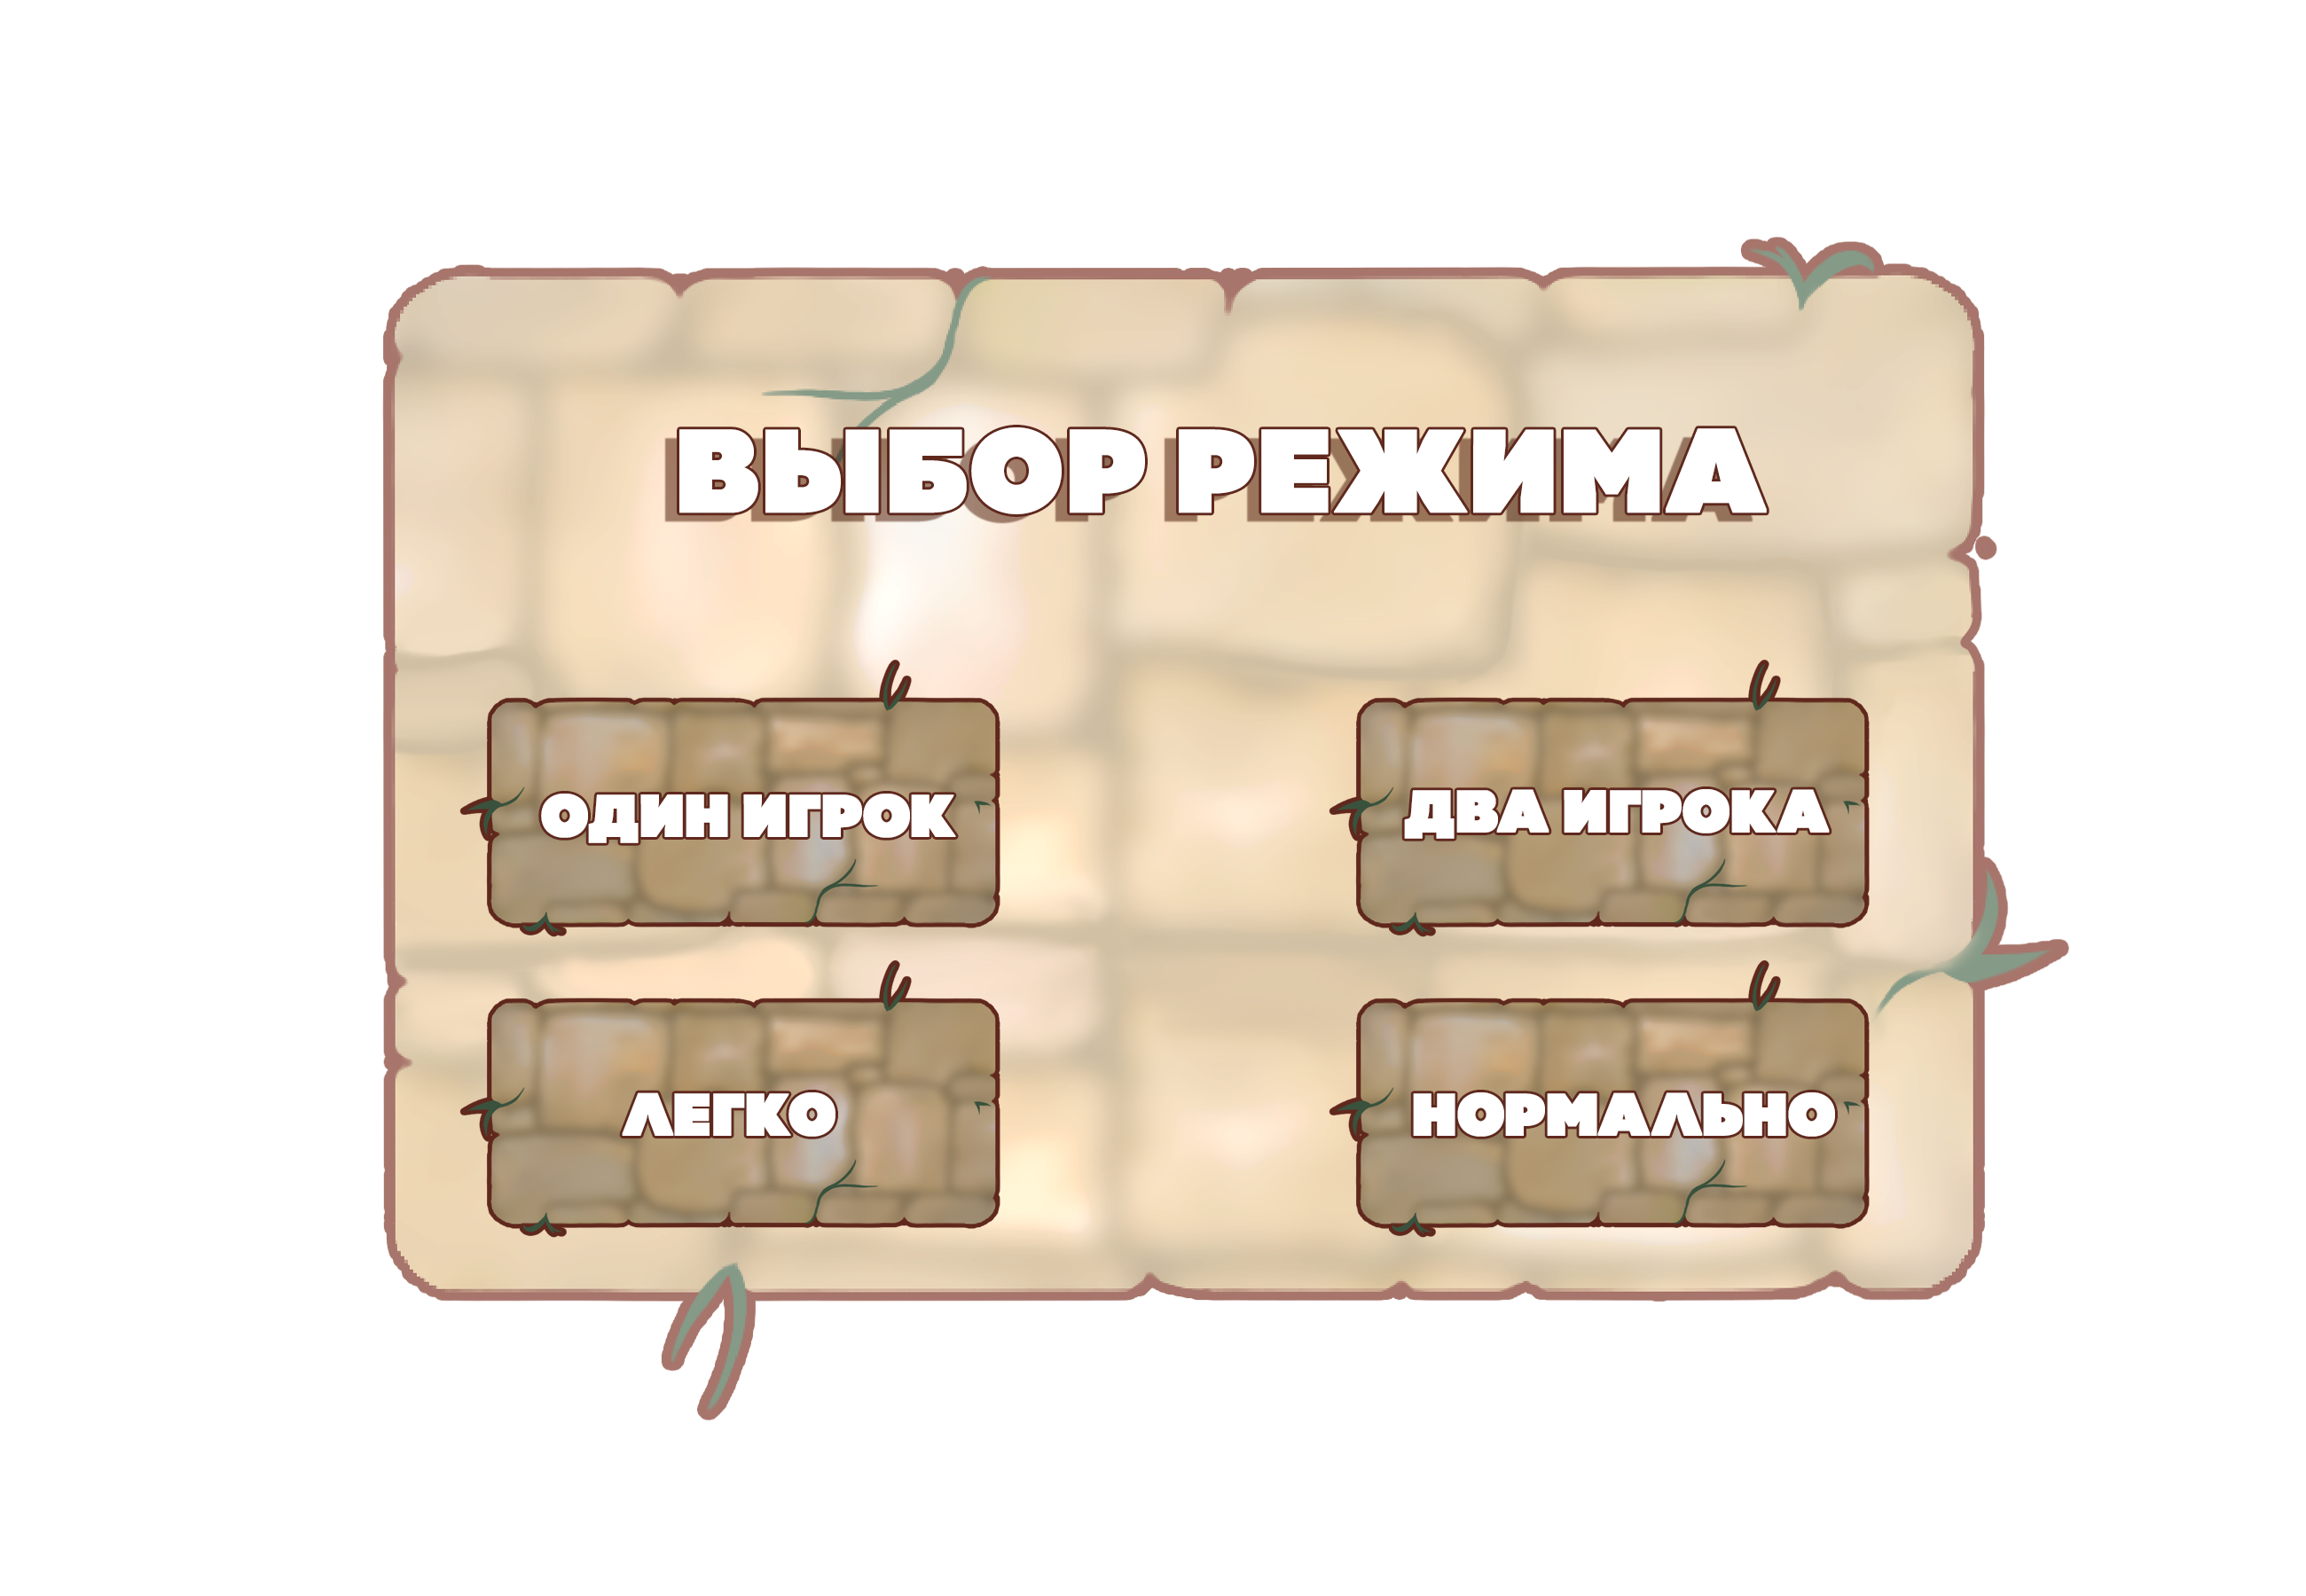 ВЫБОР РЕЖИМА
ОДИН ИГРОК
ДВА ИГРОКА
ЛЕГКО
НОРМАЛЬНО